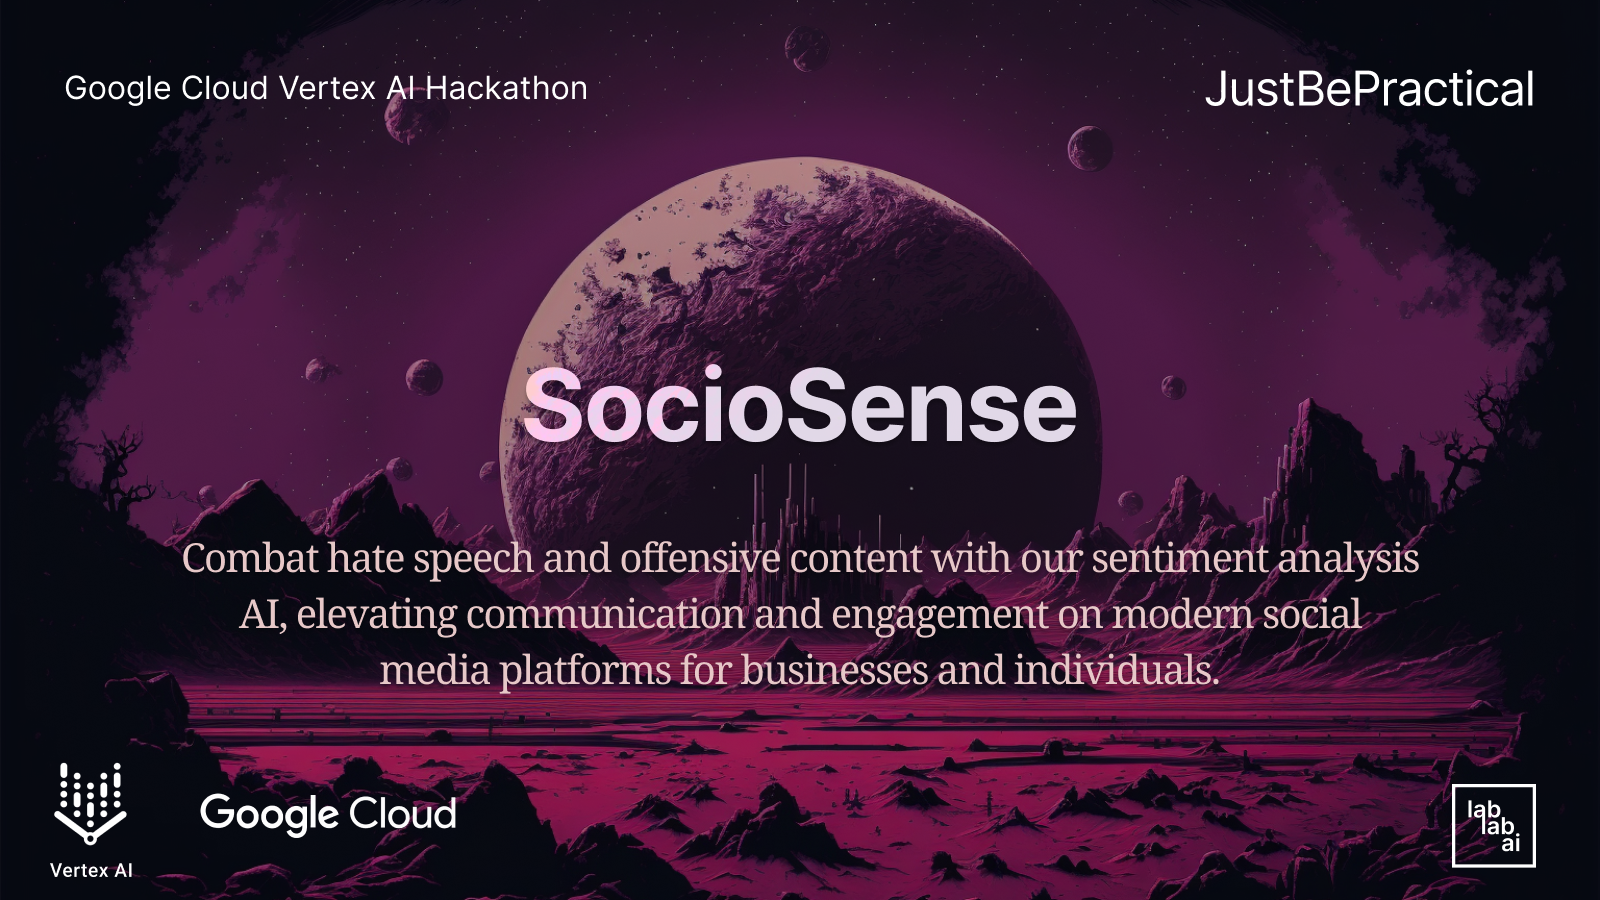 Google Cloud Vertex AI Hackathon
JustBePractical
SocioSense
Combat hate speech and offensive content with our sentiment analysis
AI, elevating communication and engagement on modern social
media platforms for businesses and individuals.
Vertex AI
Google Cloud
lab
lab
ai